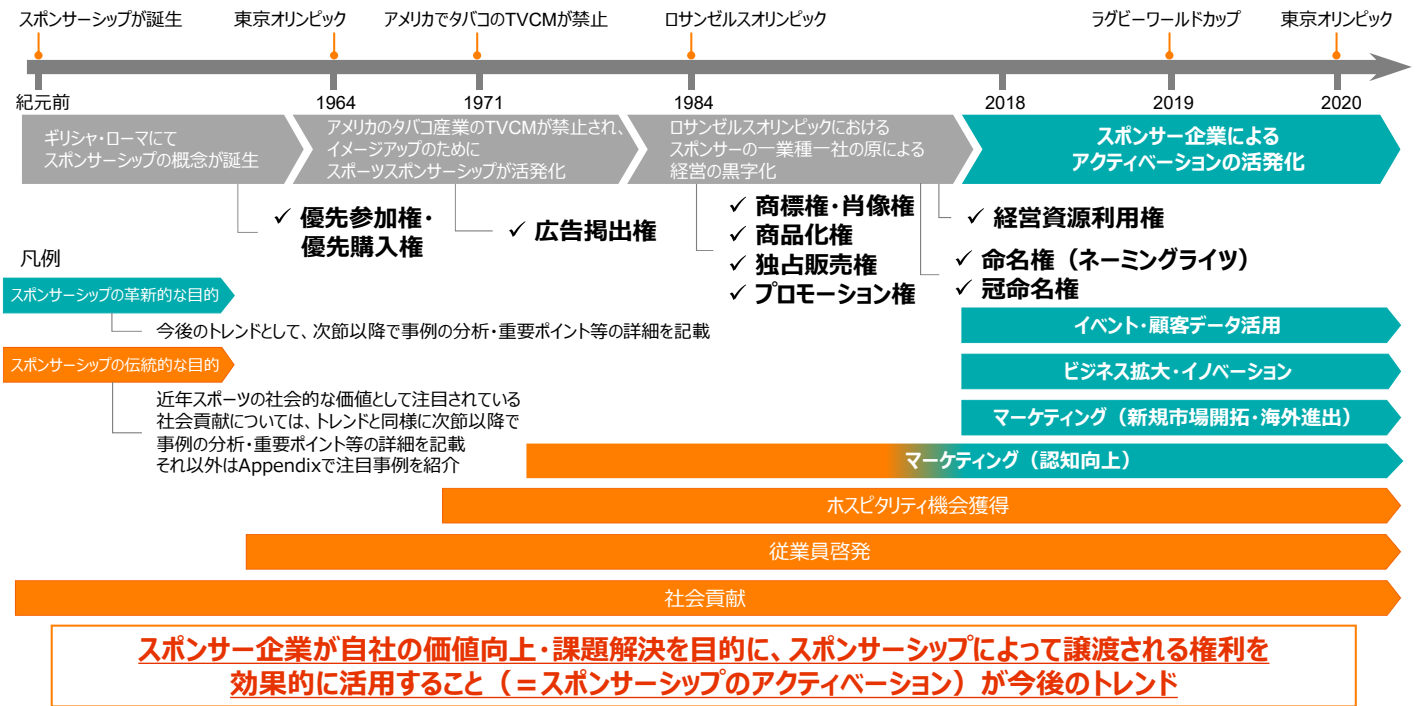 スポンサーシップが誕生
東京オリンピック
アメリカでタバコのTVCMが禁止
ロサンゼルスオリンピック
ラグビーワールドカップ
東京オリンピック
紀元前
1964
1971
1984
2018
2019
2020
ギリシャ・ローマにて
スポンサーシップの概念が誕生
アメリカのタバコ産業のTVCMが禁止され、
イメージアップのために
スポーツスポンサーシップが活発化
ロサンゼルスオリンピックにおける
スポンサーの一業種一社の原による
経営の黒字化
スポンサー企業による
アクティベーションの活発化
✓ 優先参加権・
優先購入権
✓ 広告掲出権
✓ 商標権・肖像権
✓ 商品化権
✓ 独占販売権
✓ プロモーション権
✓ 経営資源利用権
✓ 命名権（ネーミングライツ）
✓ 冠命名権
凡例
スポンサーシップの革新的な目的
今後のトレンドとして、次節以降で事例の分析・重要ポイント等の詳細を記載
スポンサーシップの伝統的な目的
近年スポーツの社会的な価値として注目されている
社会貢献については、トレンドと同様に次節以降で
事例の分析・重要ポイント等の詳細を記載
それ以外はAppendixで注目事例を紹介
イベント・顧客データ活用
ビジネス拡大・イノベーション
マーケティング（新規市場開拓・海外進出）
マーケティング（認知向上）
ホスピタリティ機会獲得
従業員啓発
社会貢献
スポンサー企業が自社の価値向上・課題解決を目的に、スポンサーシップによって譲渡される権利を
効果的に活用すること（＝スポンサーシップのアクティベーション）が今後のトレンド